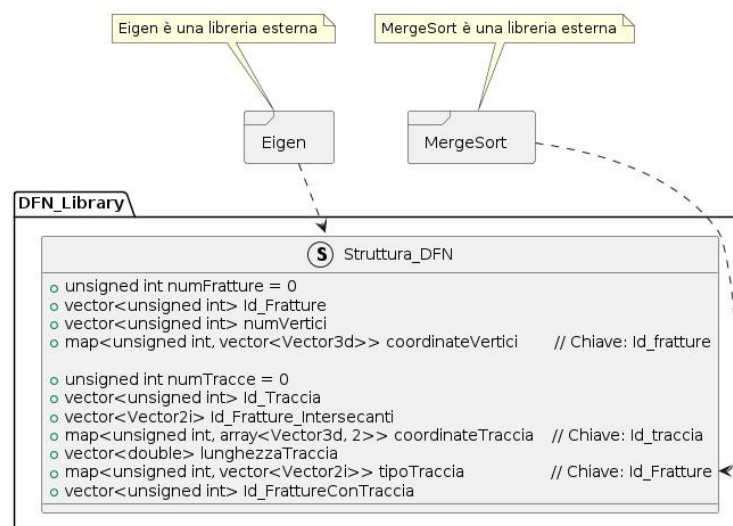 Eigen è una libreria esterna
MergeSort è una libreria esterna
Eigen
MergeSort
DFN_Library
S Struttura_DFN
unsigned int numFratture = 0
vector<unsigned int> Id_Fratture
vector<unsigned int> numVertici
map<unsigned int, vector<Vector3d>> coordinateVertici // Chiave: Id_fratture
unsigned int numTracce = 0
vector<unsigned int> Id_Traccia
vector<Vector2i> Id_Fratture_Intersecanti
map<unsigned int, array<Vector3d, 2>> coordinateTraccia // Chiave: Id_traccia
vector<double> lunghezzaTraccia
map<unsigned int, vector<Vector2i>> tipoTraccia // Chiave: Id_Fratture
vector<unsigned int> Id_FrattureConTraccia